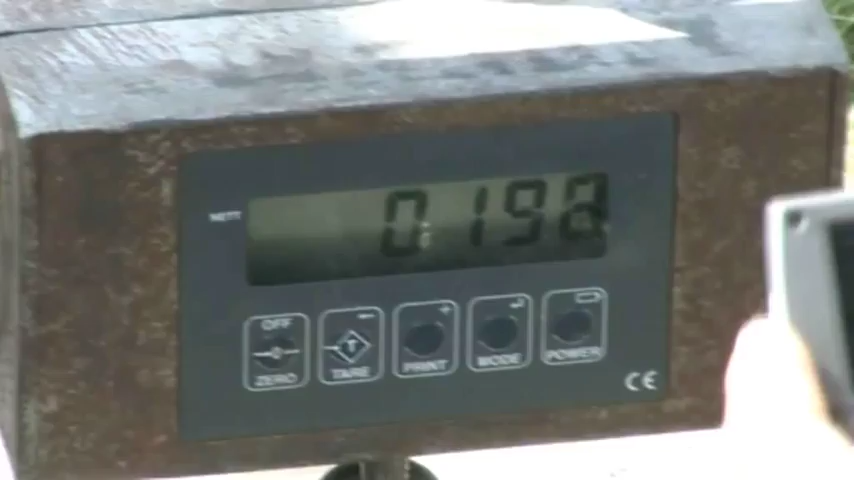 NETT
0198
OFF
ZERO TARE PRINT MODE POWER
CE